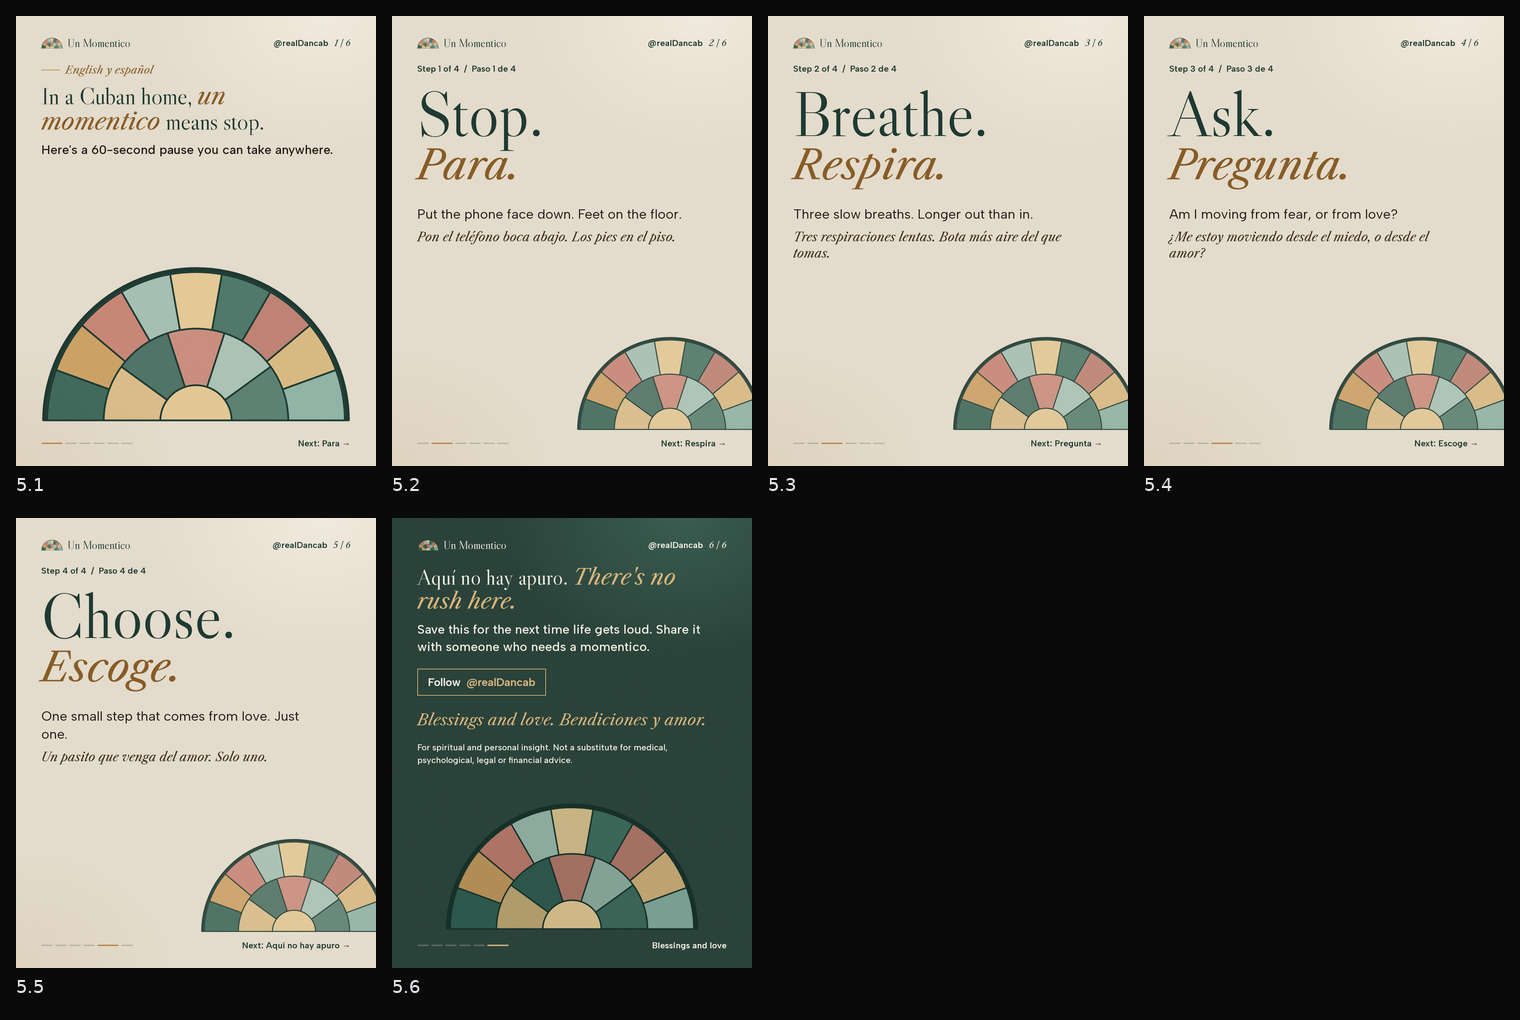 Un Momentico
@realDancab 1/6
English y español
In a Cuban home, un
momentico means stop.
Here's a 60-second pause you can take anywhere.
Next: Para →
5.1
Un Momentico
@realDancab 2/6
Step 1 of 4 / Paso 1 de 4
Stop.
Para.
Put the phone face down. Feet on the floor.
Pon el teléfono boca abajo. Los pies en el piso.
Next: Respira →
5.2
Un Momentico
@realDancab 3/6
Step 2 of 4 / Paso 2 de 4
Breathe.
Respira.
Three slow breaths. Longer out than in.
Tres respiraciones lentas. Bota más aire del que
tomas.
Next: Pregunta →
5.3
Un Momentico
@realDancab 4/6
Step 3 of 4 / Paso 3 de 4
Ask.
Pregunta.
Am I moving from fear, or from love?
¿Me estoy moviendo desde el miedo, o desde el
amor?
Next: Escoge →
5.4
Un Momentico
@realDancab 5/6
Step 4 of 4 / Paso 4 de 4
Choose.
Escoge.
One small step that comes from love. Just
one.
Un pasito que venga del amor. Solo uno.
Next: Aquí no hay apuro →
5.5
Un Momentico
@realDancab 6/6
Aquí no hay apuro. There's no
rush here.
Save this for the next time life gets loud. Share it
with someone who needs a momentico.
Follow @realDancab
Blessings and love. Bendiciones y amor.
For spiritual and personal insight. Not a substitute for medical,
psychological, legal or financial advice.
Blessings and love
5.6